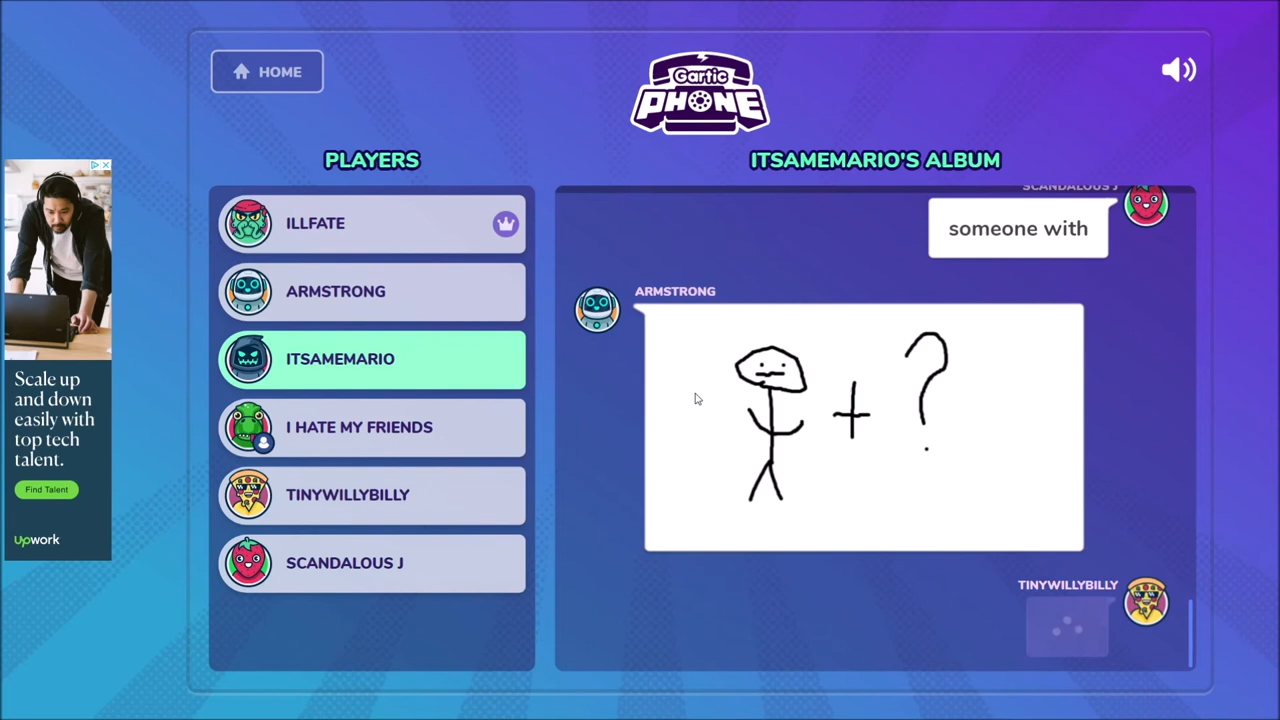 HOME
Gartic
PHONE
PLAYERS
ITSAMEMARIO'S ALBUM
ILLFATE
ARMSTRONG
ITSAMEMARIO
I HATE MY FRIENDS
TINYWILLYBILLY
SCANDALOUS J
SCANDALOUS J
someone with
ARMSTRONG
+ ?
TINYWILLYBILLY
Scale up
and down
easily with
top tech
talent.
Find Talent
upwork